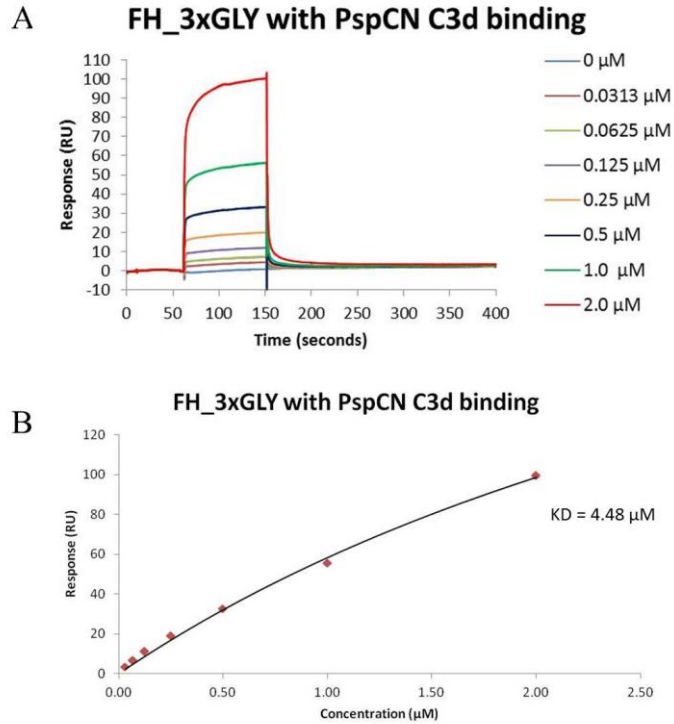 A
FH_3xGLY with PspCN C3d binding
110
100
90
80
70
60
50
40
30
20
10
0
-10
Response (RU)
0 50 100 150 200 250 300 350 400
Time (seconds)
0 µM
0.0313 µM
0.0625 µM
0.125 µM
0.25 µM
0.5 µM
1.0 µM
2.0 µM
B
FH_3xGLY with PspCN C3d binding
120
100
80
60
40
20
0
Response (RU)
KD = 4.48 µM
0.00 0.50 1.00 1.50 2.00 2.50
Concentration (µM)